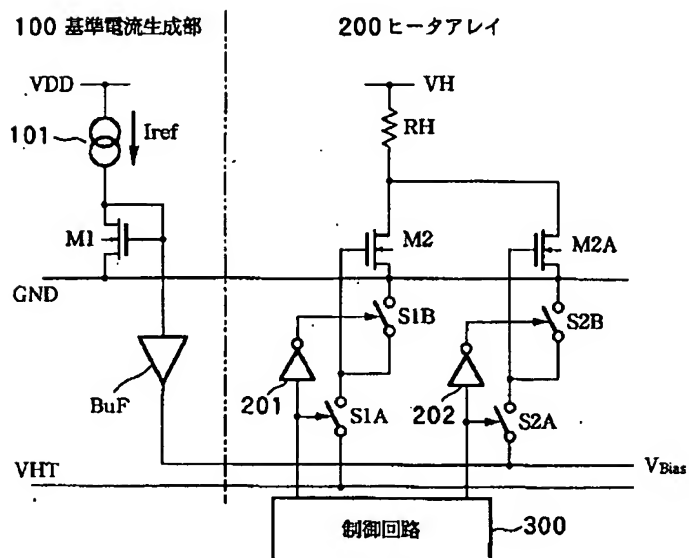 100 基準電流生成部
200 ヒータアレイ
VDD
VH
101
Iref
RH
M1
M2
M2A
GND
S1B
S2B
BuF
201
S1A
202
S2A
VHT
VBias
制御回路
300